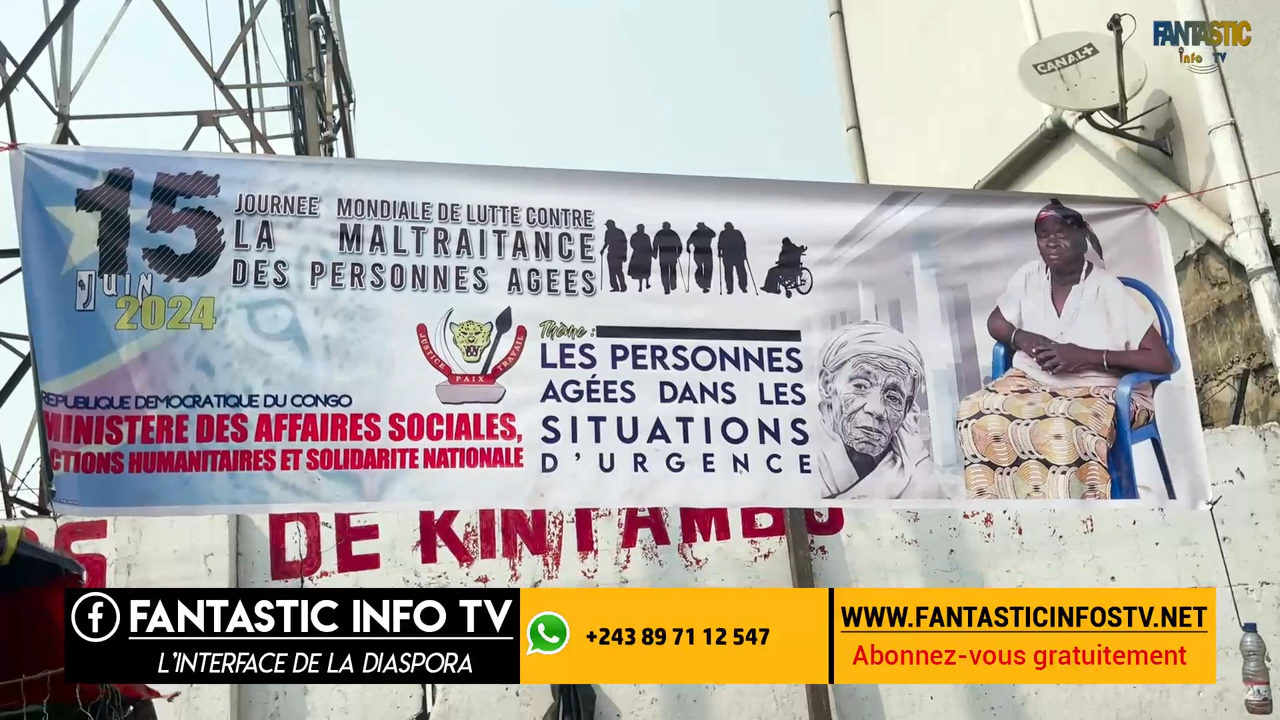 FANTASTIC
info TV
CANAL+
15
JUIN
2024
JOURNEE MONDIALE DE LUTTE CONTRE
LA MALTRAITANCE
DES PERSONNES AGEES
JUSTICE PAIX TRAVAIL
Thème :
LES PERSONNES
AGÉES DANS LES
SITUATIONS
D'URGENCE
REPUBLIQUE DEMOCRATIQUE DU CONGO
MINISTERE DES AFFAIRES SOCIALES,
CTIONS HUMANITAIRES ET SOLIDARITE NATIONALE
DE KINTAMBO
FANTASTIC INFO TV
L'INTERFACE DE LA DIASPORA
+243 89 71 12 547
WWW.FANTASTICINFOSTV.NET
Abonnez-vous gratuitement